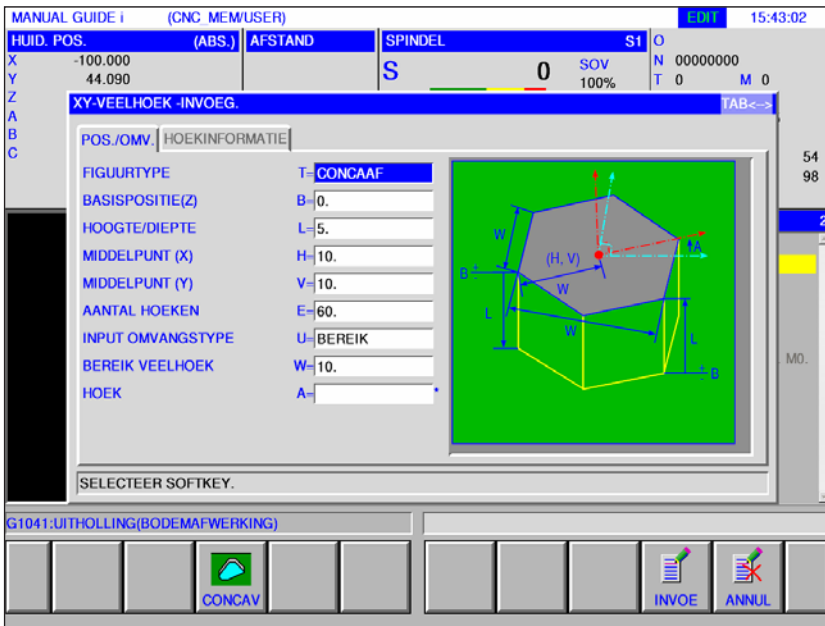 MANUAL GUIDE i (CNC_MEM/USER) EDIT 15:43:02
HUID. POS. (ABS.) AFSTAND SPINDEL S1 O
X -100.000 S 0 SOV N 00000000
Y 44.090 100% T 0 M 0
Z
A
B
C
54
98
2
XY-VEELHOEK -INVOEG. TAB<-->
POS./OMV. HOEKINFORMATIE
FIGUURTYPE T= CONCAAF
BASISPOSITIE(Z) B= 0.
HOOGTE/DIEPTE L= 5.
MIDDELPUNT (X) H= 10.
MIDDELPUNT (Y) V= 10.
AANTAL HOEKEN E= 60.
INPUT OMVANGSTYPE U= BEREIK
BEREIK VEELHOEK W= 10.
HOEK A= *
W
(H, V)
A
B + -
W
L
W
L
+ - B
M0.
SELECTEER SOFTKEY.
G1041:UITHOLLING(BODEMAFWERKING)
CONCAV INVOE ANNUL